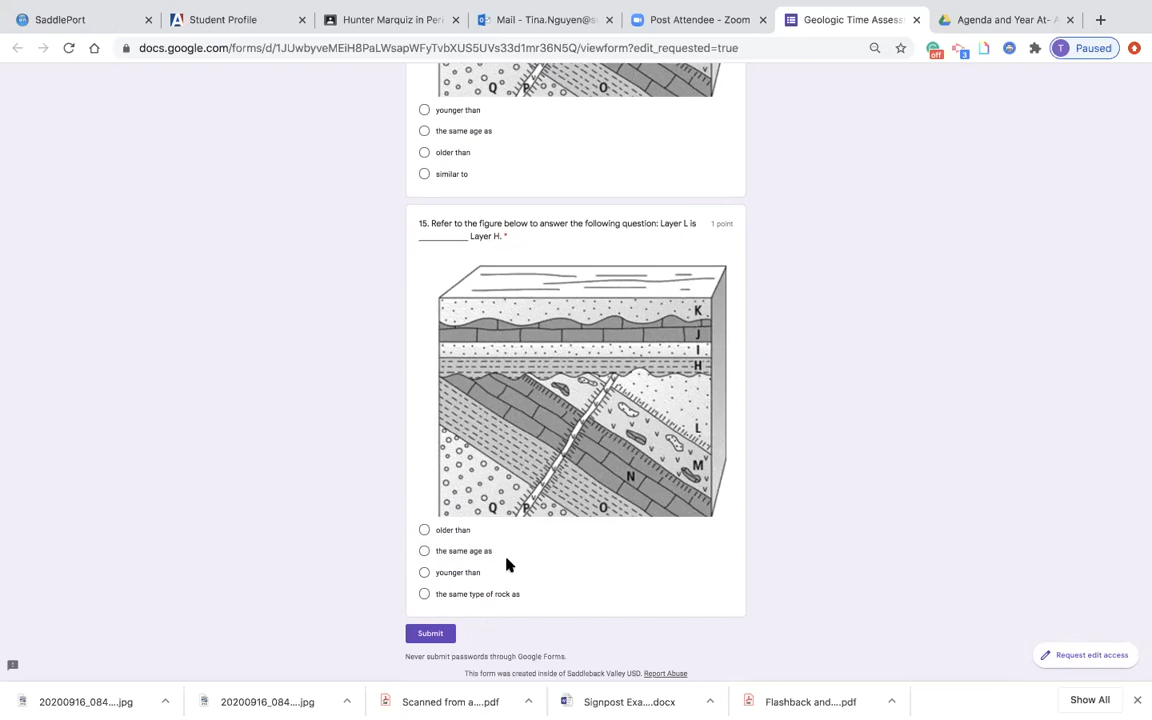 SaddlePort
Student Profile
Hunter Marquiz in Peri
Mail - Tina.Nguyen@s
Post Attendee - Zoom
Geologic Time Assess
Agenda and Year At- A
docs.google.com/forms/d/1JUwbyveMEiH8PaLWsapWFyTvbXUS5UVs33d1mr36N5Q/viewform?edit_requested=true
off
3
T Paused
Q P O
younger than
the same age as
older than
similar to
15. Refer to the figure below to answer the following question: Layer L is
1 point
__________ Layer H. *
K
J
I
H
L
M
N
Q P O
older than
the same age as
younger than
the same type of rock as
Submit
Never submit passwords through Google Forms.
Request edit access
This form was created inside of Saddleback Valley USD. Report Abuse
20200916_084....jpg
20200916_084....jpg
Scanned from a....pdf
Signpost Exa....docx
Flashback and....pdf
Show All